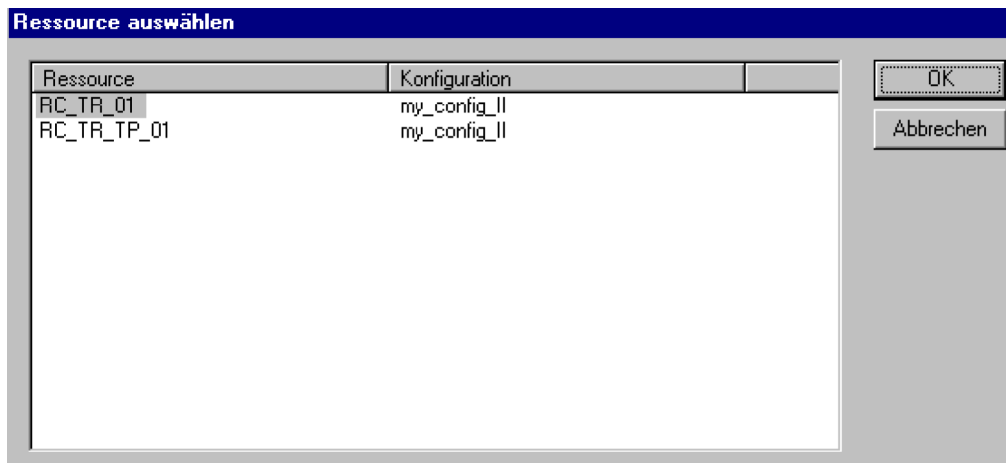 Ressource auswählen
Ressource Konfiguration OK
RC_TR_01 my_config_II
RC_TR_TP_01 my_config_II Abbrechen